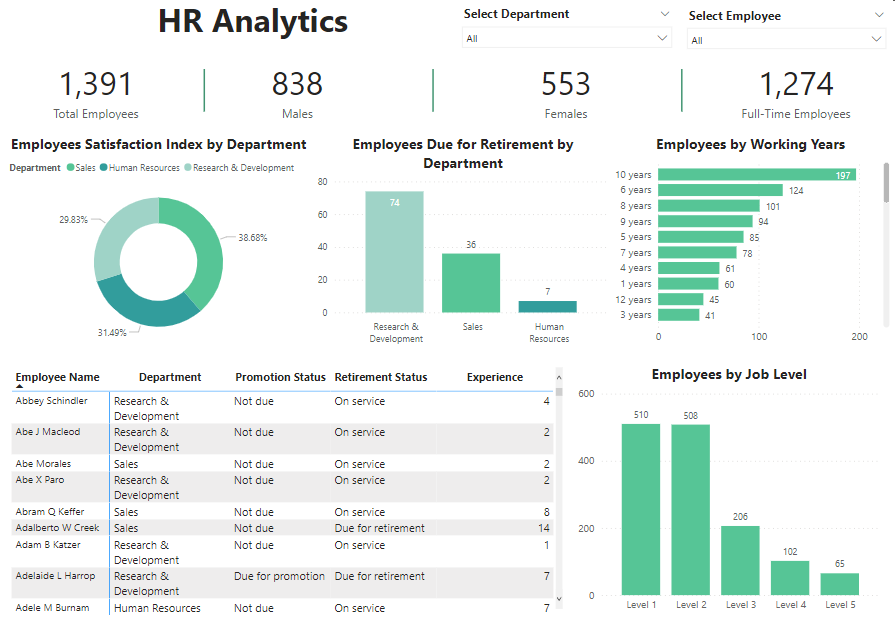 HR Analytics
Select Department
All
Select Employee
All
1,391
Total Employees
838
Males
553
Females
1,274
Full-Time Employees
Employees Satisfaction Index by Department
Department Sales Human Resources Research & Development
29.83%
38.68%
31.49%
Employees Due for Retirement by
Department
80
60
40
20
0
74
36
7
Research &
Development
Sales
Human
Resources
Employees by Working Years
10 years 197
6 years 124
8 years 101
9 years 94
5 years 85
7 years 78
4 years 61
1 years 60
12 years 45
3 years 41
0 100 200
Employee Name Department Promotion Status Retirement Status Experience
Abbey Schindler Research & Not due On service 4
Development
Abe J Macleod Research & Not due On service 2
Development
Abe Morales Sales Not due On service 2
Abe X Paro Research & Not due On service 2
Development
Abram Q Keffer Sales Not due On service 8
Adalberto W Creek Sales Not due Due for retirement 14
Adam B Katzer Research & Not due On service 1
Development
Adelaide L Harrop Research & Due for promotion Due for retirement 7
Development
Adele M Burnam Human Resources Not due On service 7
Employees by Job Level
600
400
200
0
510
508
206
102
65
Level 1 Level 2 Level 3 Level 4 Level 5